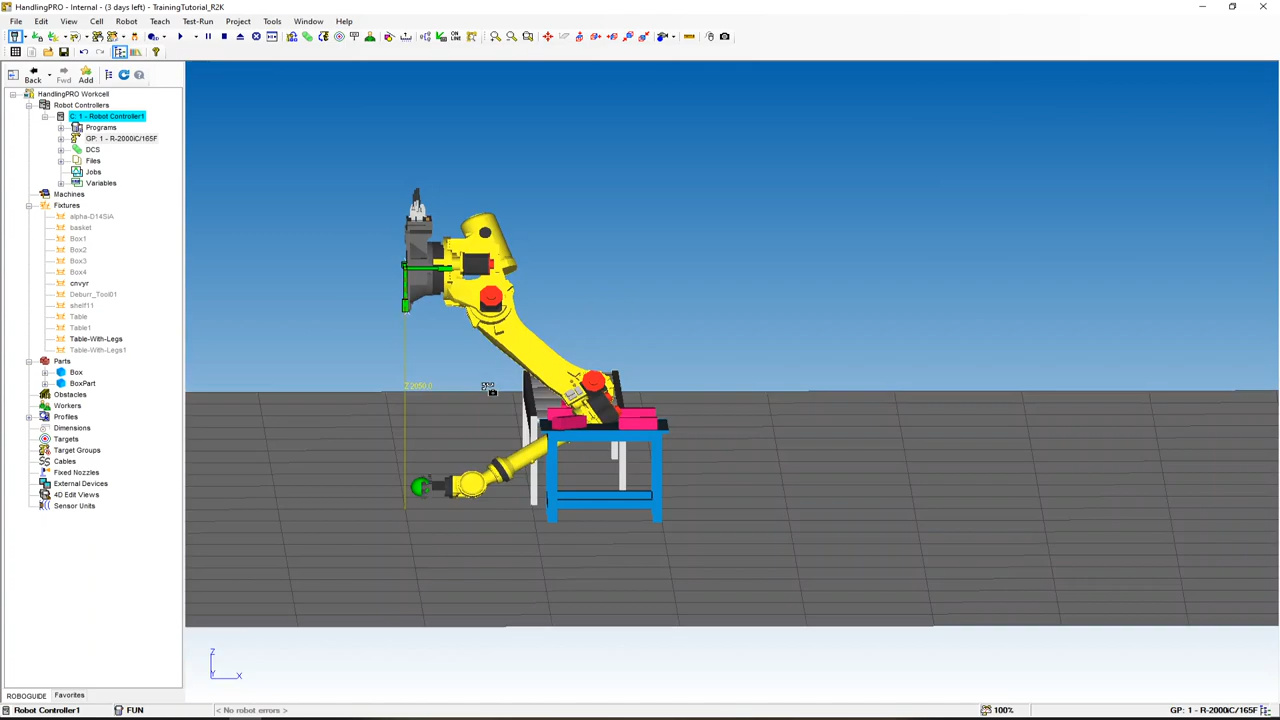 HandlingPRO - Internal - (3 days left) - TrainingTutorial_R2K
File Edit View Cell Robot Teach Test-Run Project Tools Window Help
ON
LINE
Back Fwd Add
HandlingPRO Workcell
Robot Controllers
C: 1 - Robot Controller1
Programs
GP: 1 - R-2000iC/165F
DCS
Files
Jobs
Variables
Machines
Fixtures
alpha-D14SiA
basket
Box1
Box2
Box3
Box4
cnvyr
Deburr_Tool01
shelf11
Table
Table1
Table-With-Legs
Table-With-Legs1
Parts
Box
BoxPart
Obstacles
Workers
Profiles
Dimensions
Targets
Target Groups
Cables
Fixed Nozzles
External Devices
4D Edit Views
Sensor Units
Z 2050.0
Z
Y
X
ROBOGUIDE Favorites
Robot Controller1 FUN < No robot errors > 100% GP: 1 - R-2000iC/165F